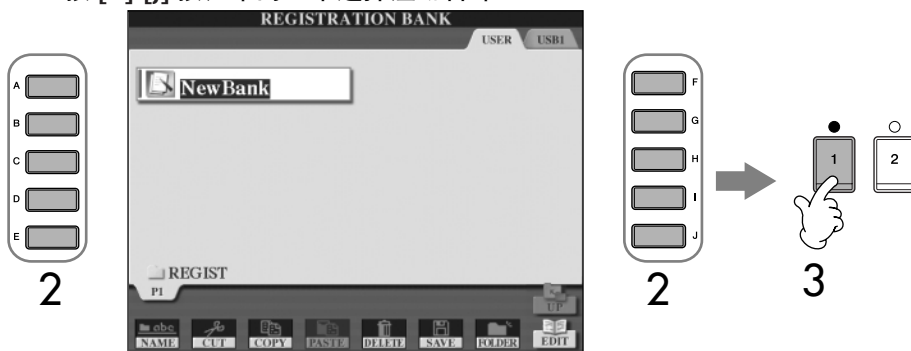 REGISTRATION BANK
USER USB1
NewBank
A
B
C
D
E
2
F
G
H
I
J
2
1
2
3
REGIST
P1
UP
abc
NAME CUT COPY PASTE DELETE SAVE FOLDER EDIT